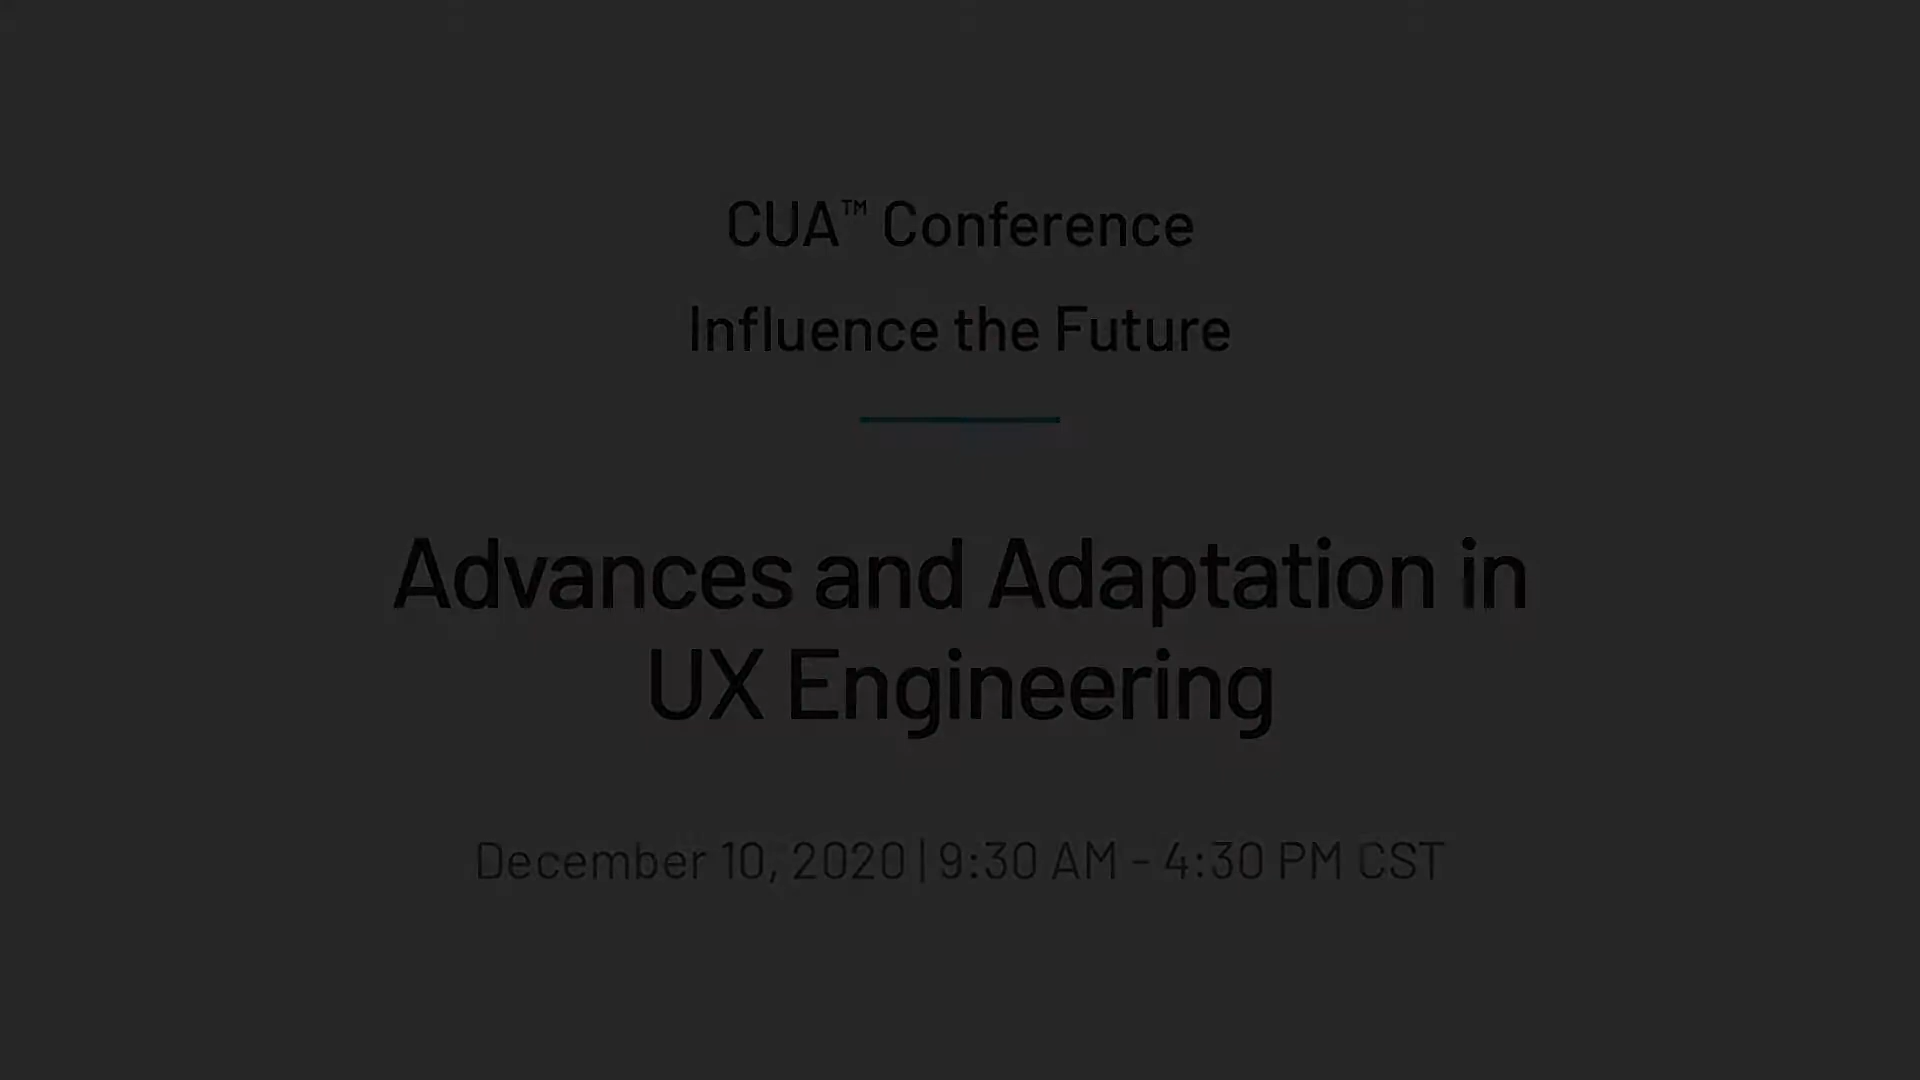 CUA™ Conference
Influence the Future
Advances and Adaptation in
UX Engineering
December 10, 2020 | 9:30 AM - 4:30 PM CST